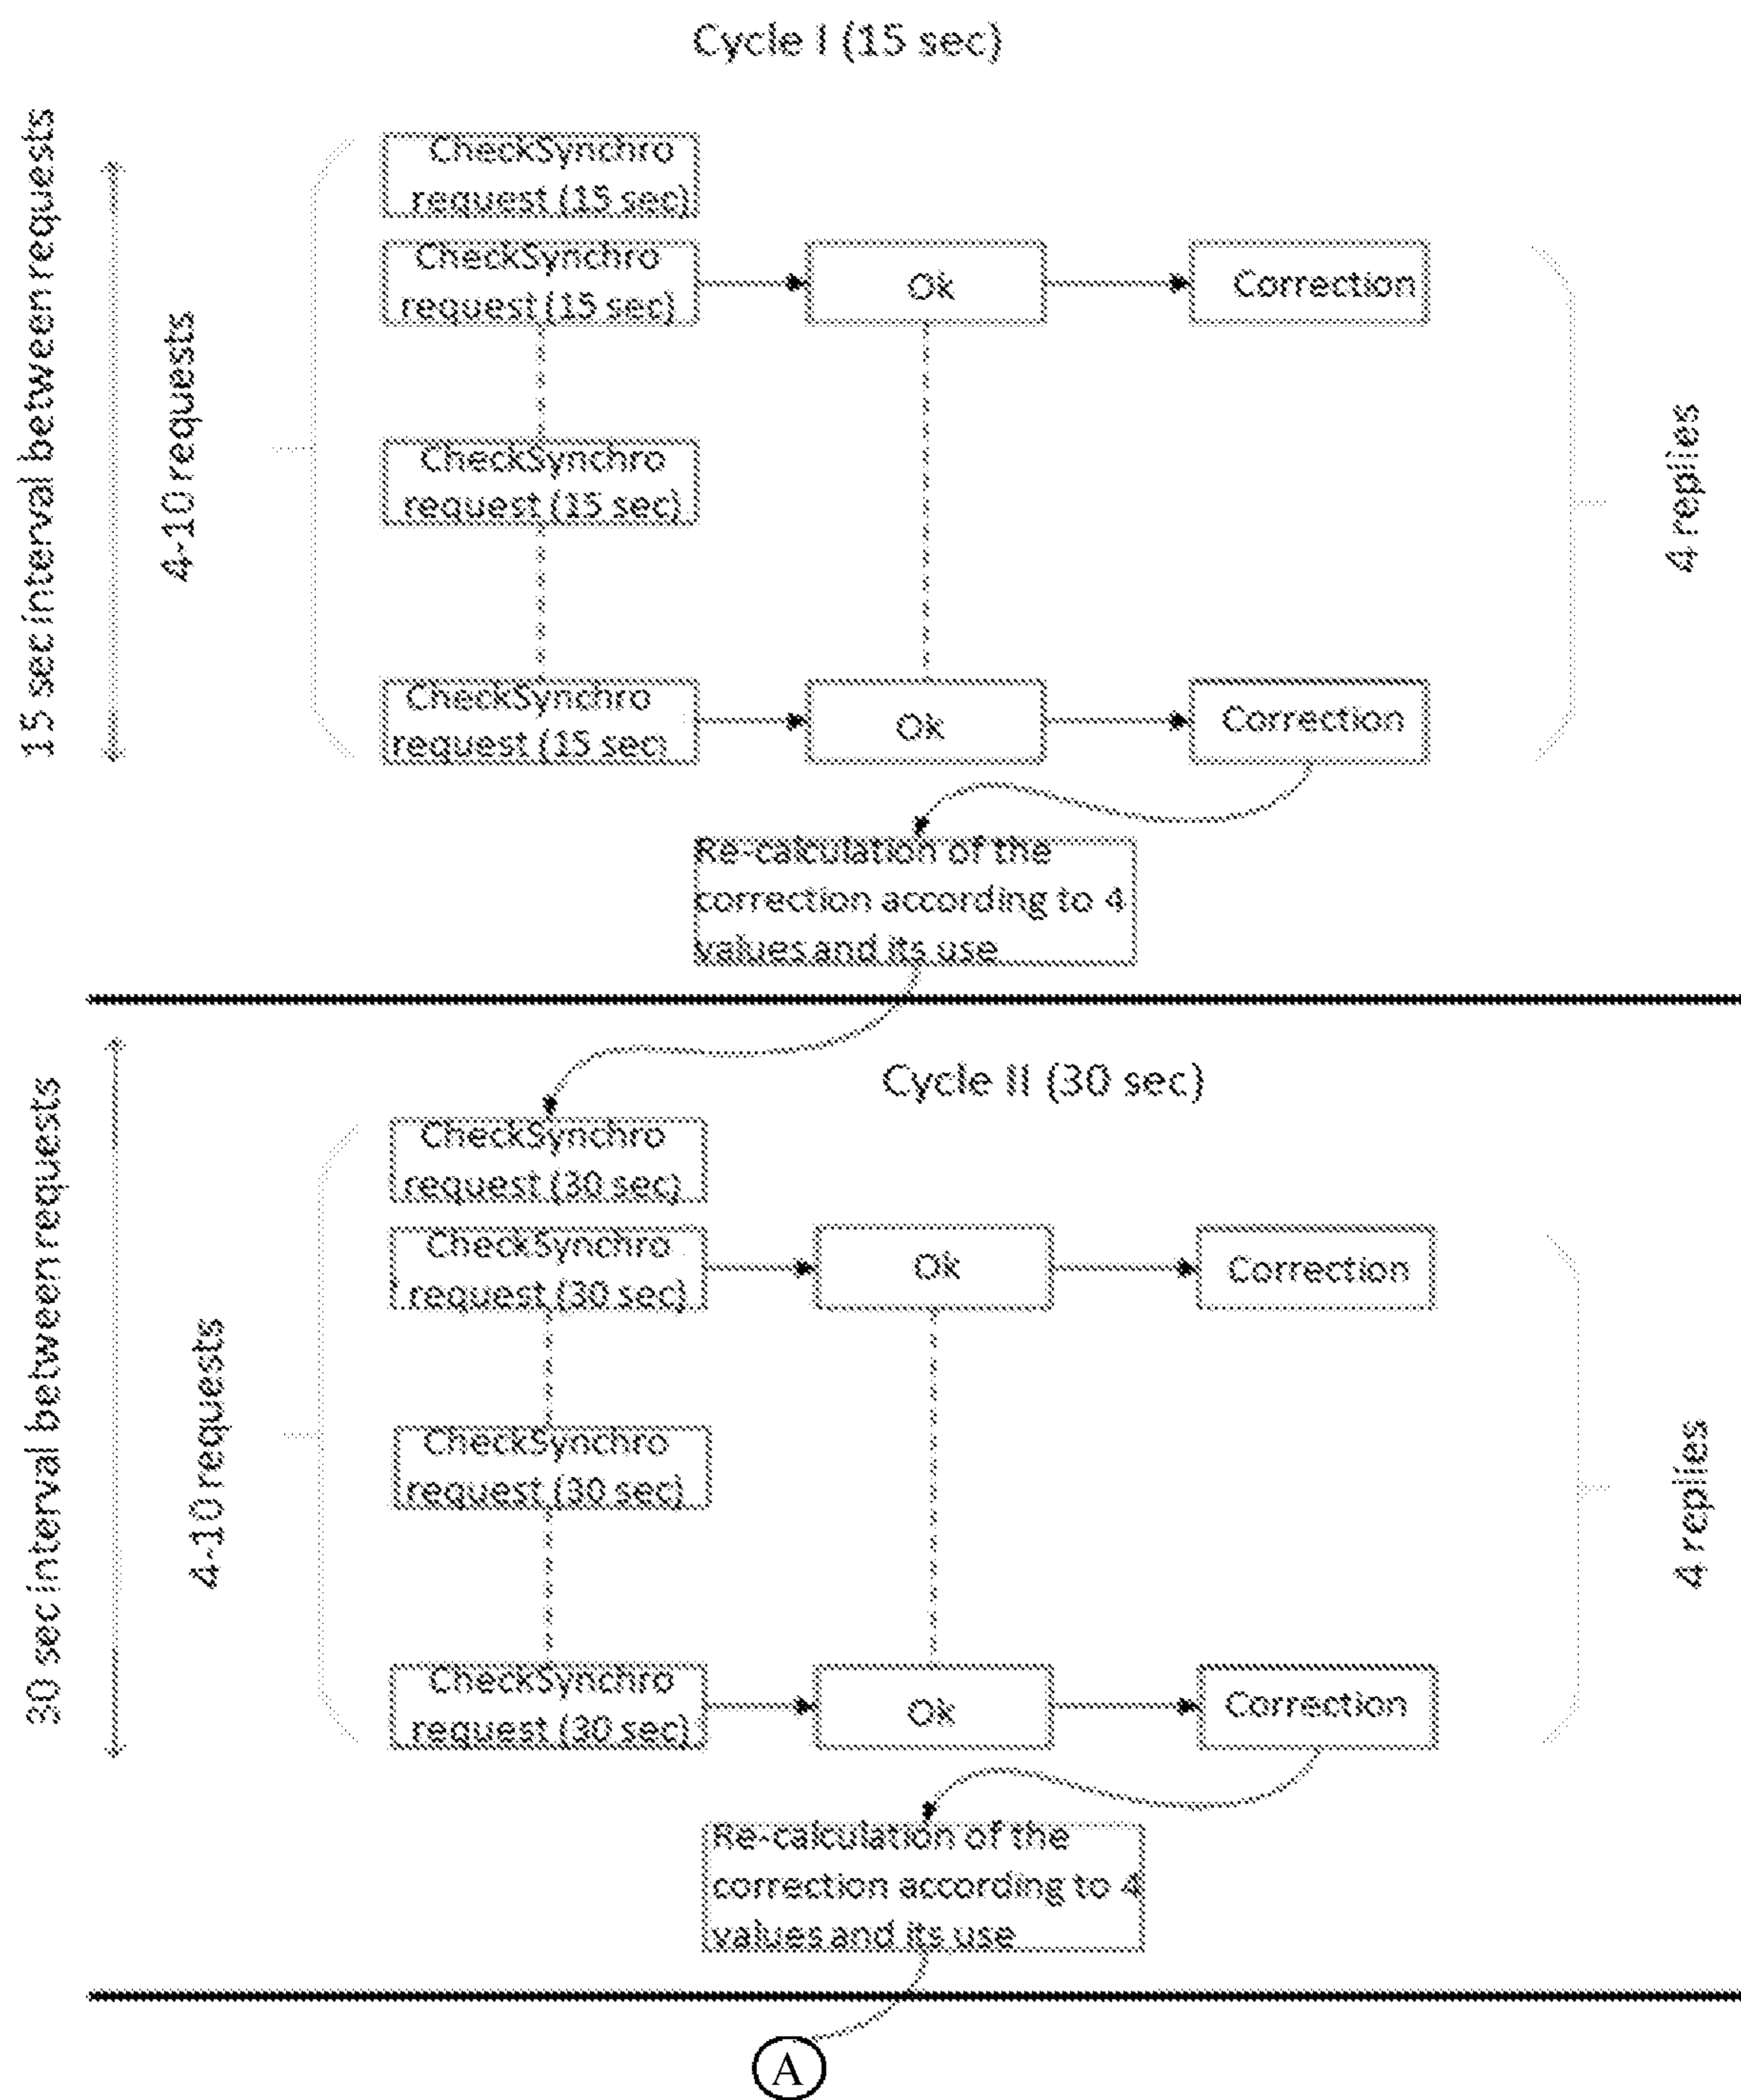 Cycle I (15 sec)
15 sec interval between requests
4-10 requests
CheckSynchro
request (15 sec)
CheckSynchro
request (15 sec)
Ok
Correction
CheckSynchro
request (15 sec)
4 replies
CheckSynchro
request (15 sec
Ok
Correction
Re-calculation of the
correction according to 4
values and its use
Cycle II (30 sec)
30 sec interval between requests
4-10 requests
CheckSynchro
request (30 sec)
CheckSynchro
request (30 sec)
Ok
Correction
CheckSynchro
request (30 sec)
4 replies
CheckSynchro
request (30 sec)
Ok
Correction
Re-calculation of the
correction according to 4
values and its use
A